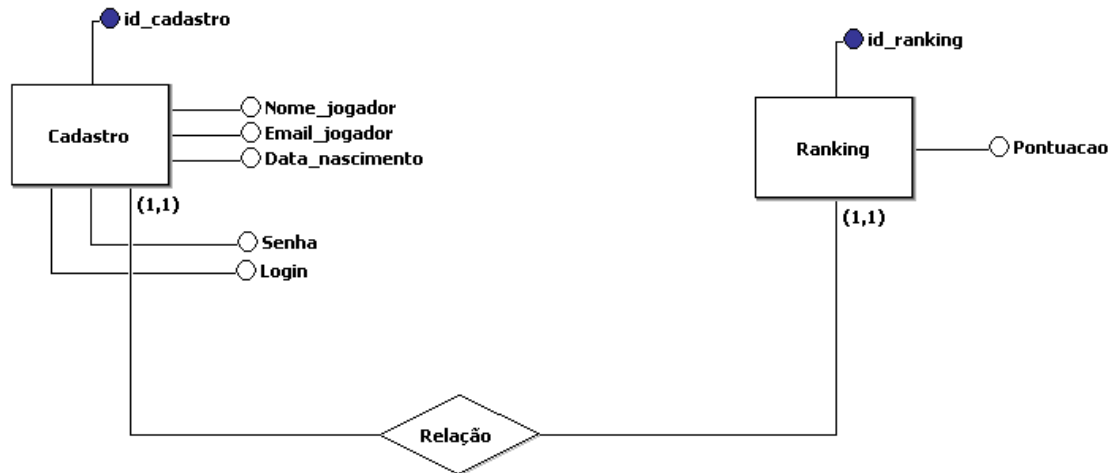 id_cadastro
id_ranking
Nome_jogador
Cadastro
Email_jogador
Data_nascimento
Ranking
Pontuacao
(1,1)
(1,1)
Senha
Login
Relação